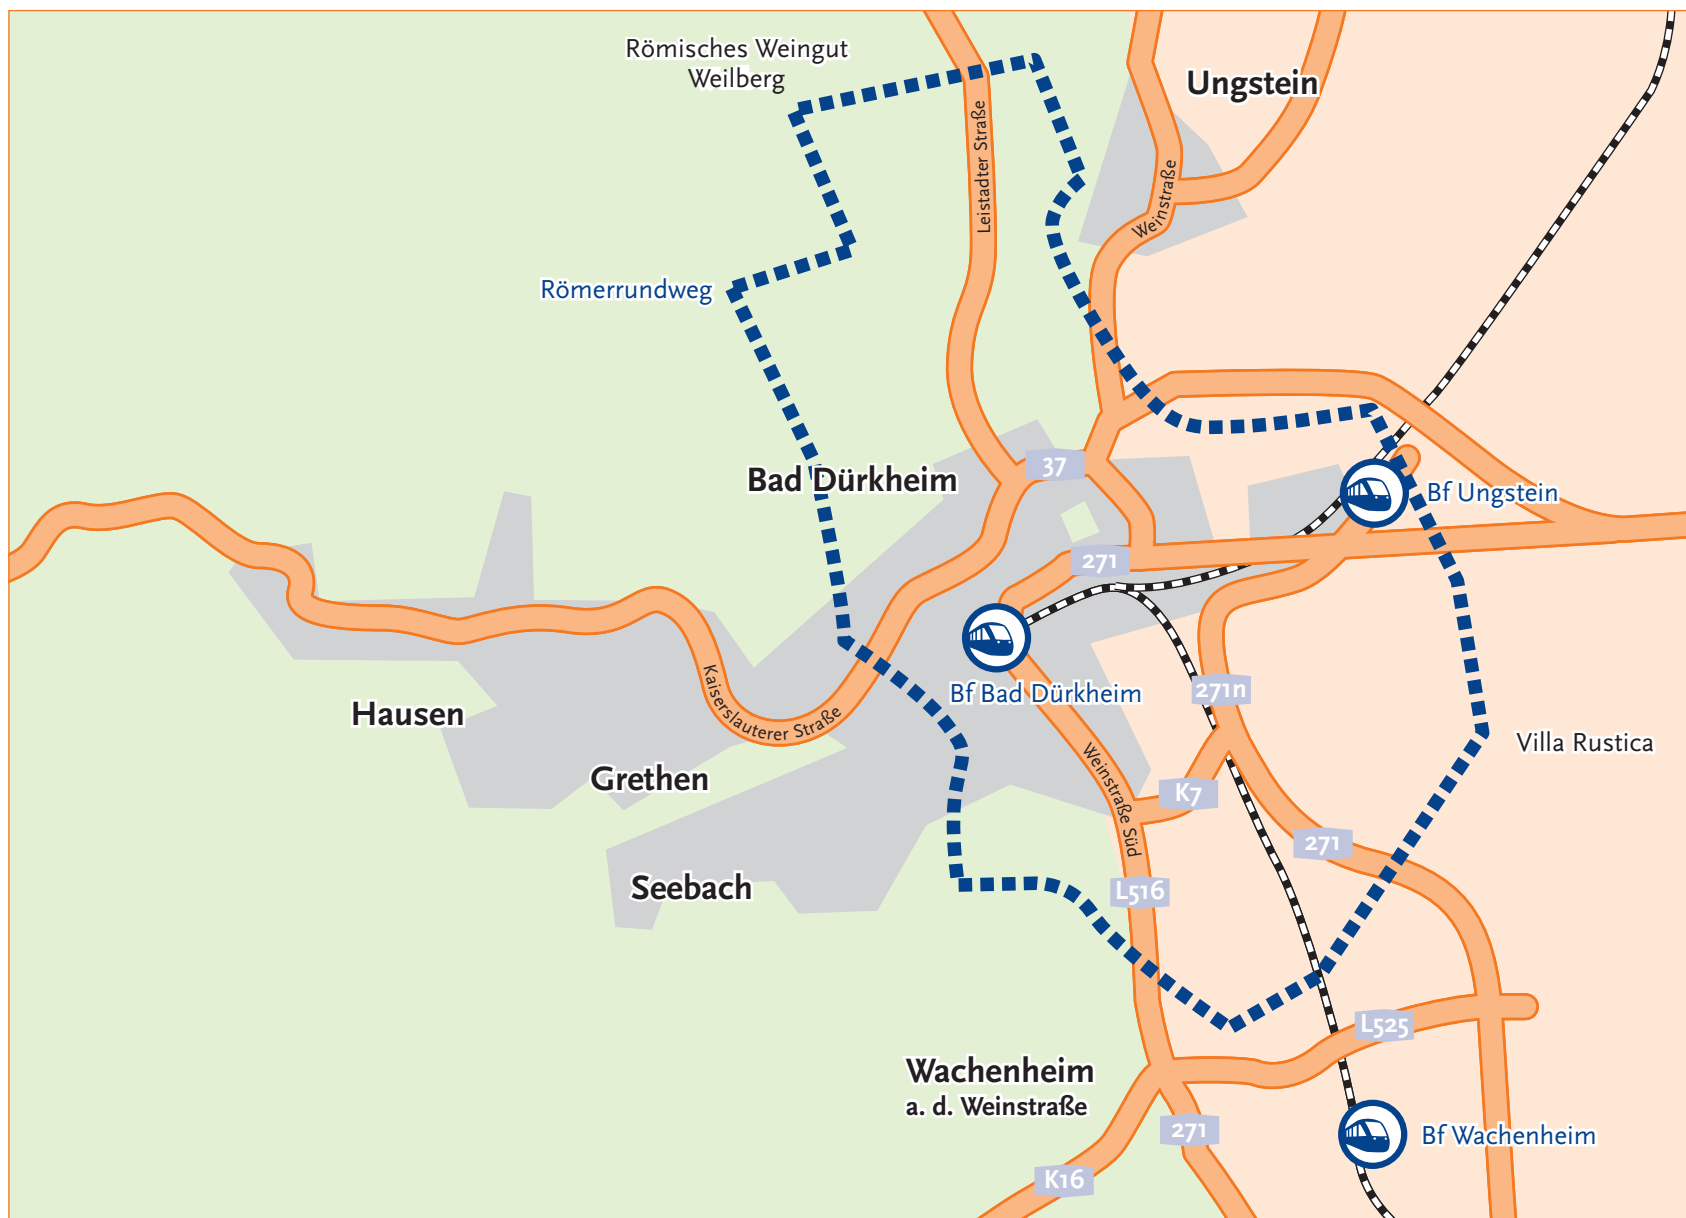 Römisches Weingut
Weilberg
Ungstein
Leistadter Straße
Weinstraße
Römerrundweg
37
Bad Dürkheim
Bf Ungstein
271
Bf Bad Dürkheim
271n
Kaiserslauterer Straße
Hausen
Villa Rustica
Grethen
Weinstraße Süd
K7
271
Seebach
L516
L525
Wachenheim
a. d. Weinstraße
271
Bf Wachenheim
K16